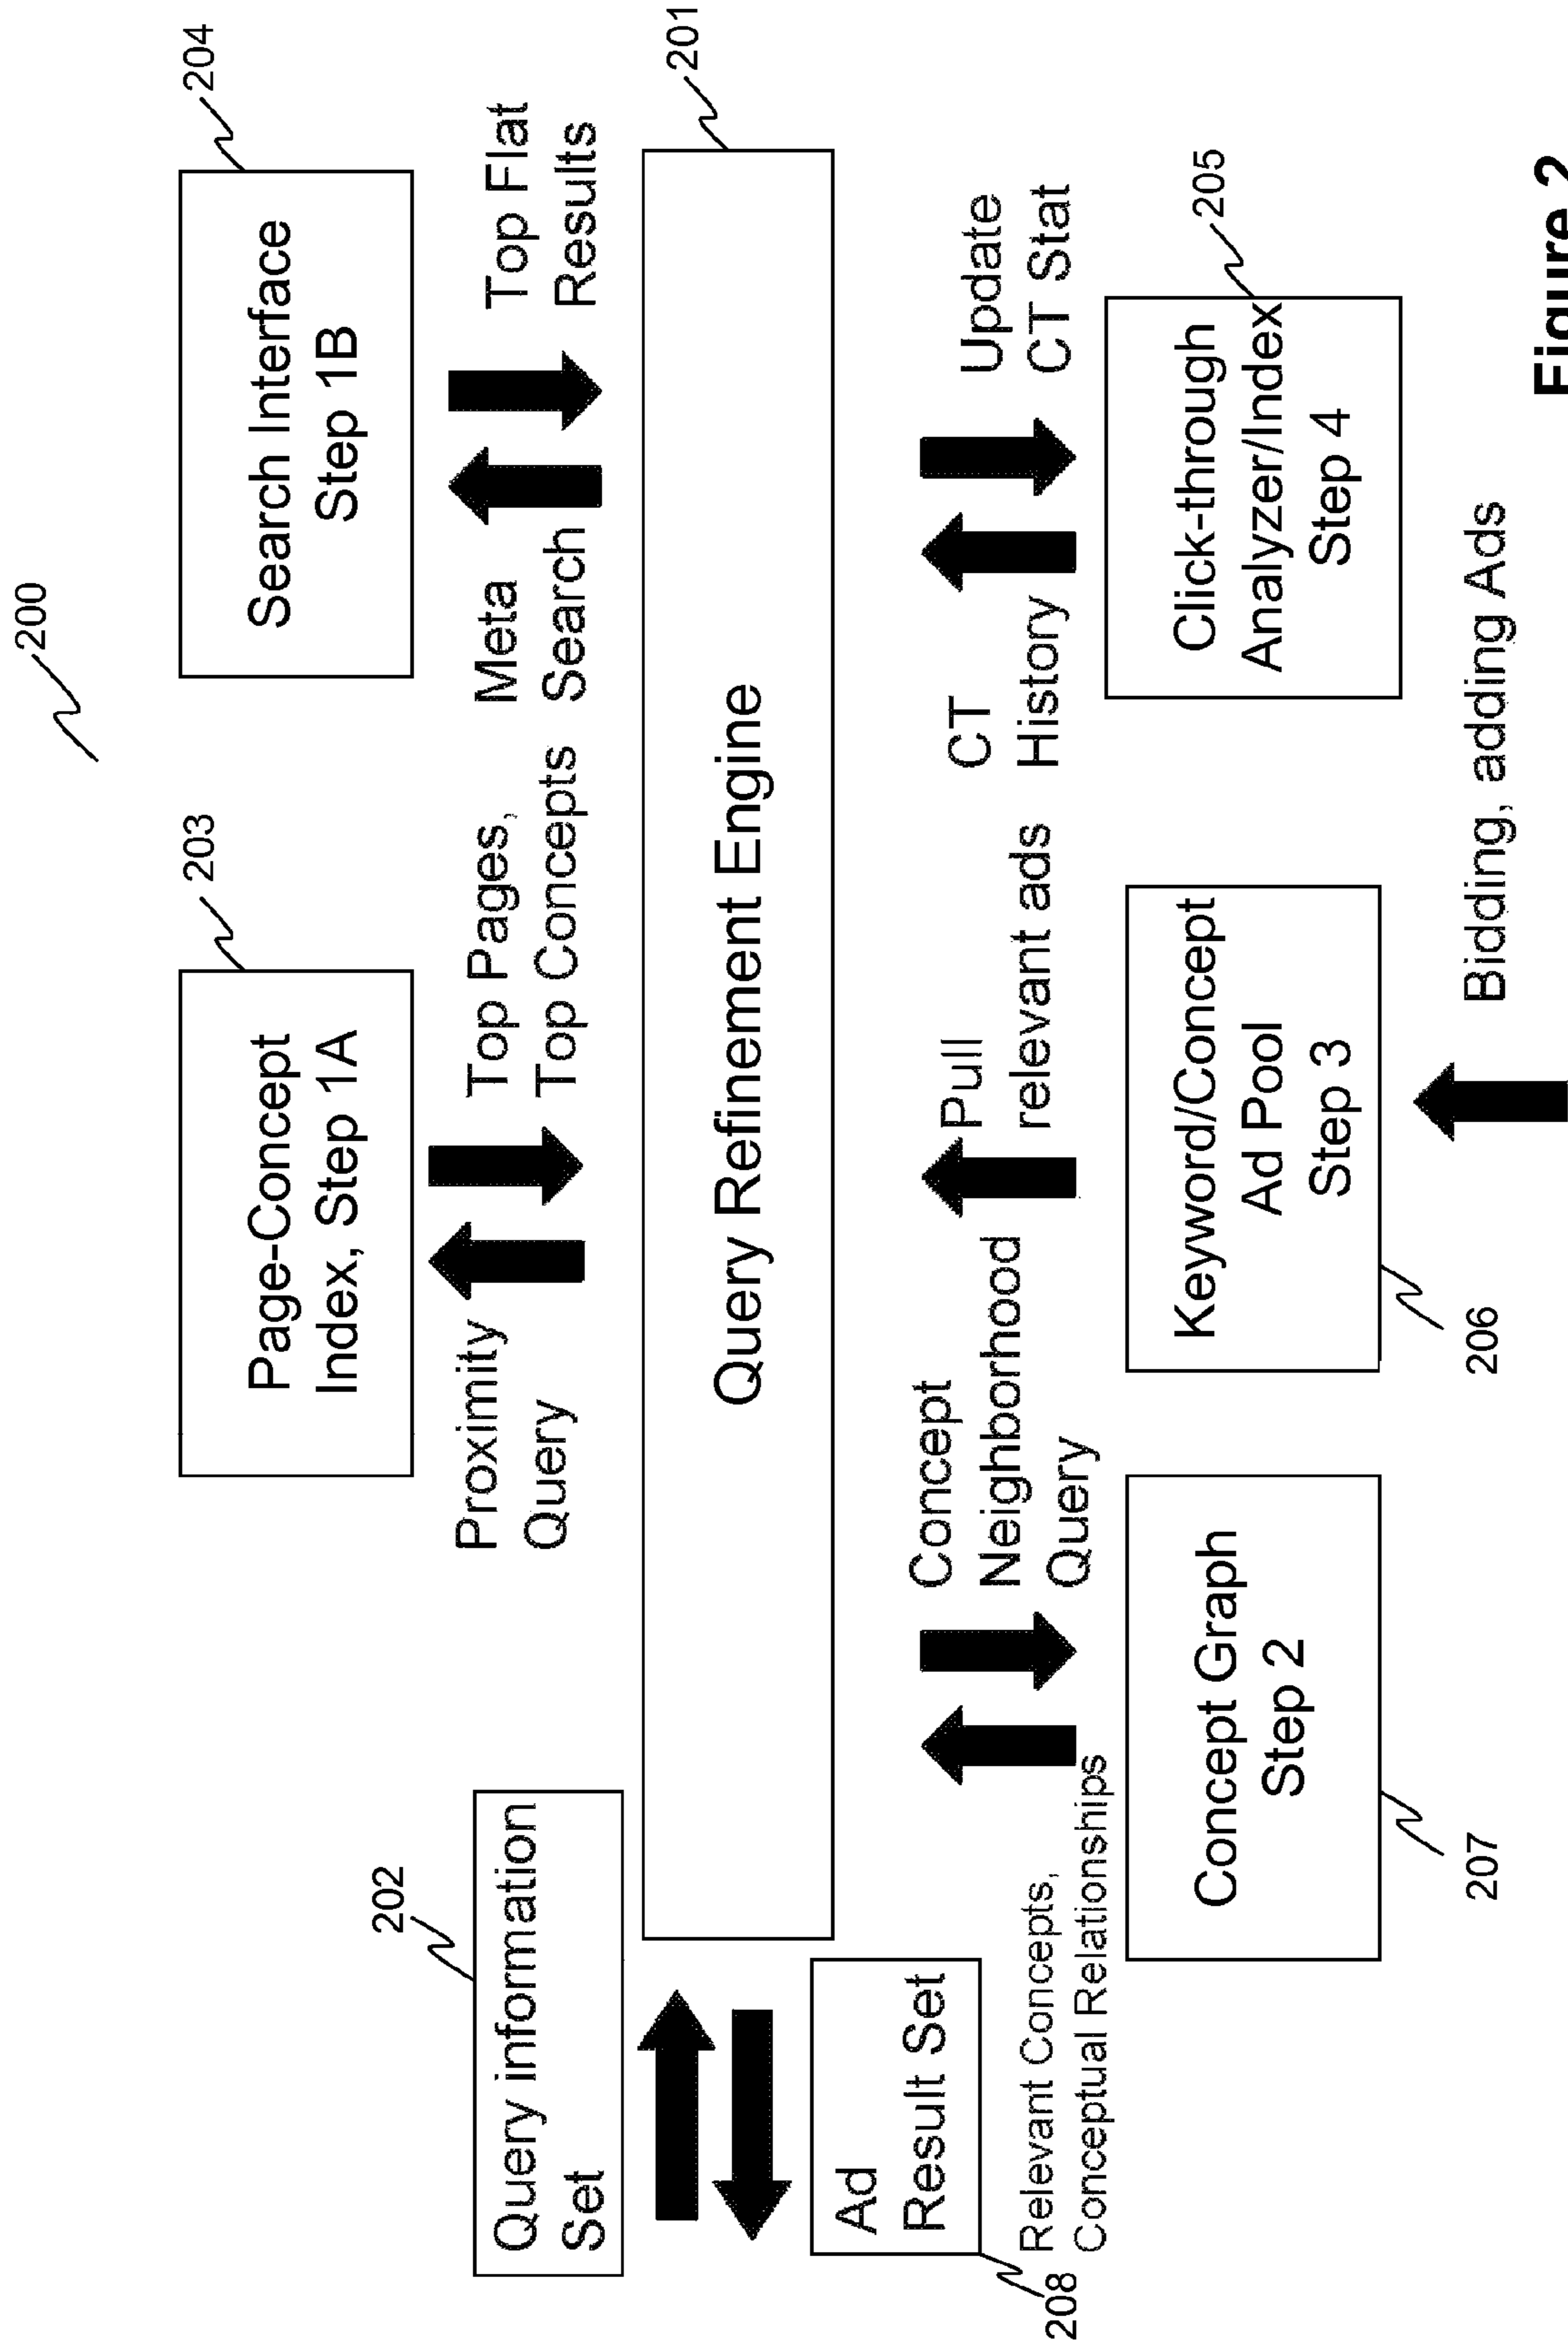 200
204
Search Interface
Step 1B
203
Page-Concept
Index, Step 1A
Meta
Search
Top Flat
Results
Proximity
Query
Top Pages,
Top Concepts
202
Query information
Set
201
Query Refinement Engine
Ad
Result Set
208
Relevant Concepts,
Conceptual Relationships
Concept
Neighborhood
Query
Pull
relevant ads
CT
History
Update
CT Stat
205
Click-through
Analyzer/Index
Step 4
Keyword/Concept
Ad Pool
Step 3
206
Concept Graph
Step 2
207
Bidding, adding Ads
Figure 2